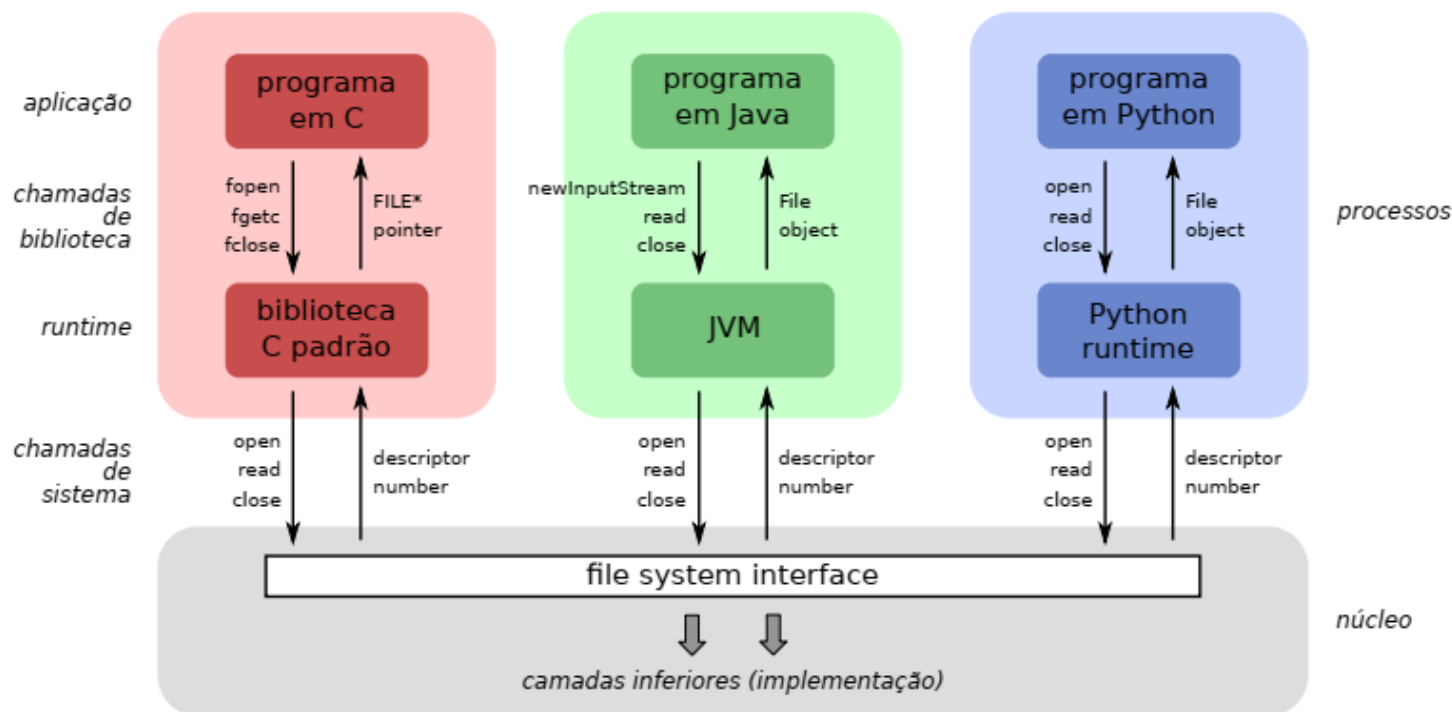 aplicação
programa
em C
programa
em Java
programa
em Python
chamadas
de
biblioteca
fopen
fgetc
fclose
FILE*
pointer
newInputStream
read
close
File
object
open
read
close
File
object
processos
runtime
biblioteca
C padrão
JVM
Python
runtime
chamadas
de
sistema
open
read
close
descriptor
number
open
read
close
descriptor
number
open
read
close
descriptor
number
file system interface
núcleo
camadas inferiores (implementação)